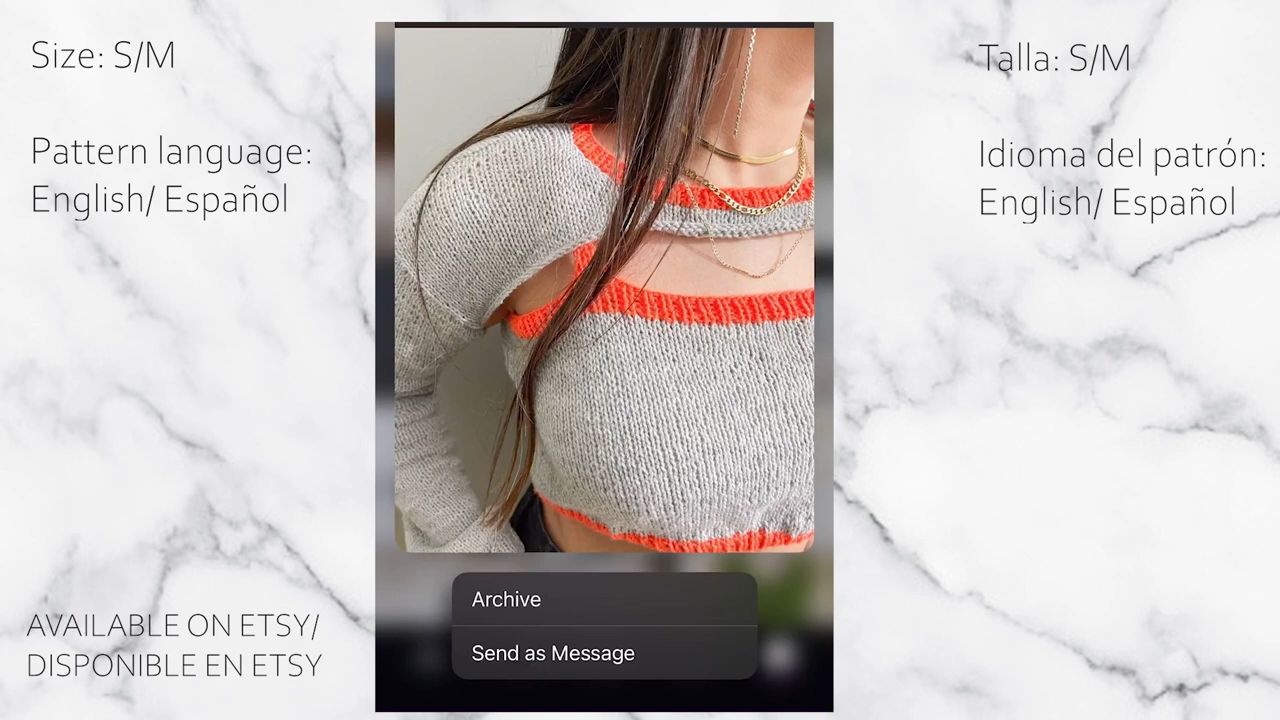 Size: S/M
Pattern language:
English/ Español
AVAILABLE ON ETSY/
DISPONIBLE EN ETSY
Archive
Send as Message
Talla: S/M
Idioma del patrón:
English/ Español